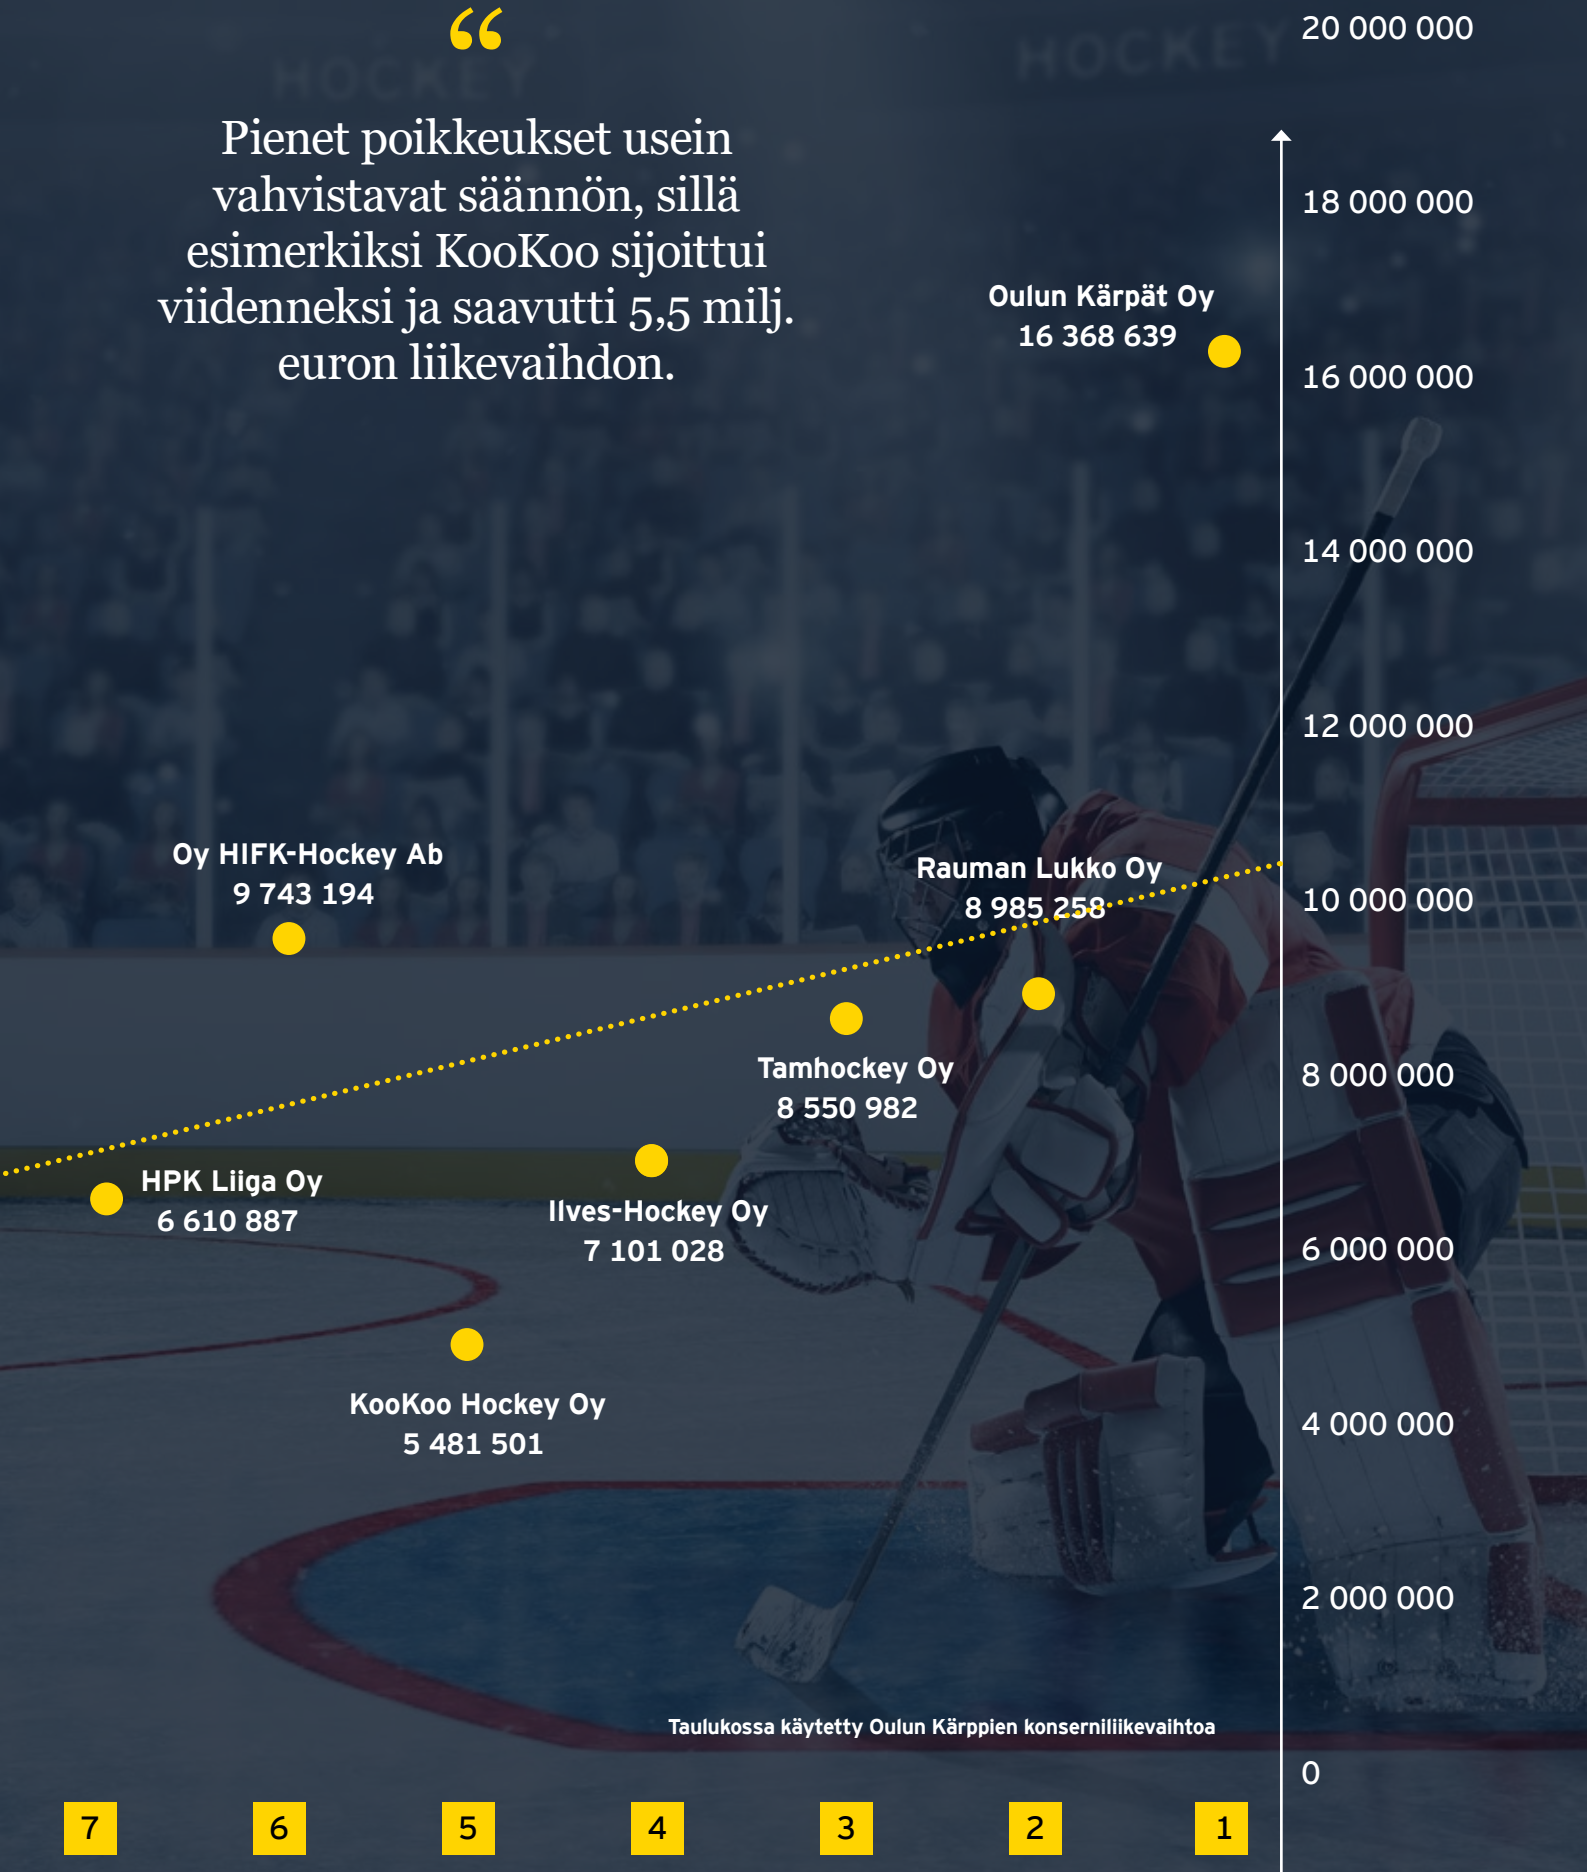 “
HOCKEY
HOCKEY
Pienet poikkeukset usein
vahvistavat säännön, sillä
esimerkiksi KooKoo sijoittui
viidenneksi ja saavutti 5,5 milj.
euron liikevaihdon.
20 000 000
18 000 000
16 000 000
14 000 000
12 000 000
10 000 000
8 000 000
6 000 000
4 000 000
2 000 000
0
Oulun Kärpät Oy
16 368 639
Oy HIFK-Hockey Ab
9 743 194
Rauman Lukko Oy
8 985 258
Tamhockey Oy
8 550 982
HPK Liiga Oy
6 610 887
Ilves-Hockey Oy
7 101 028
KooKoo Hockey Oy
5 481 501
Taulukossa käytetty Oulun Kärppien konserniliikevaihtoa
7 6 5 4 3 2 1